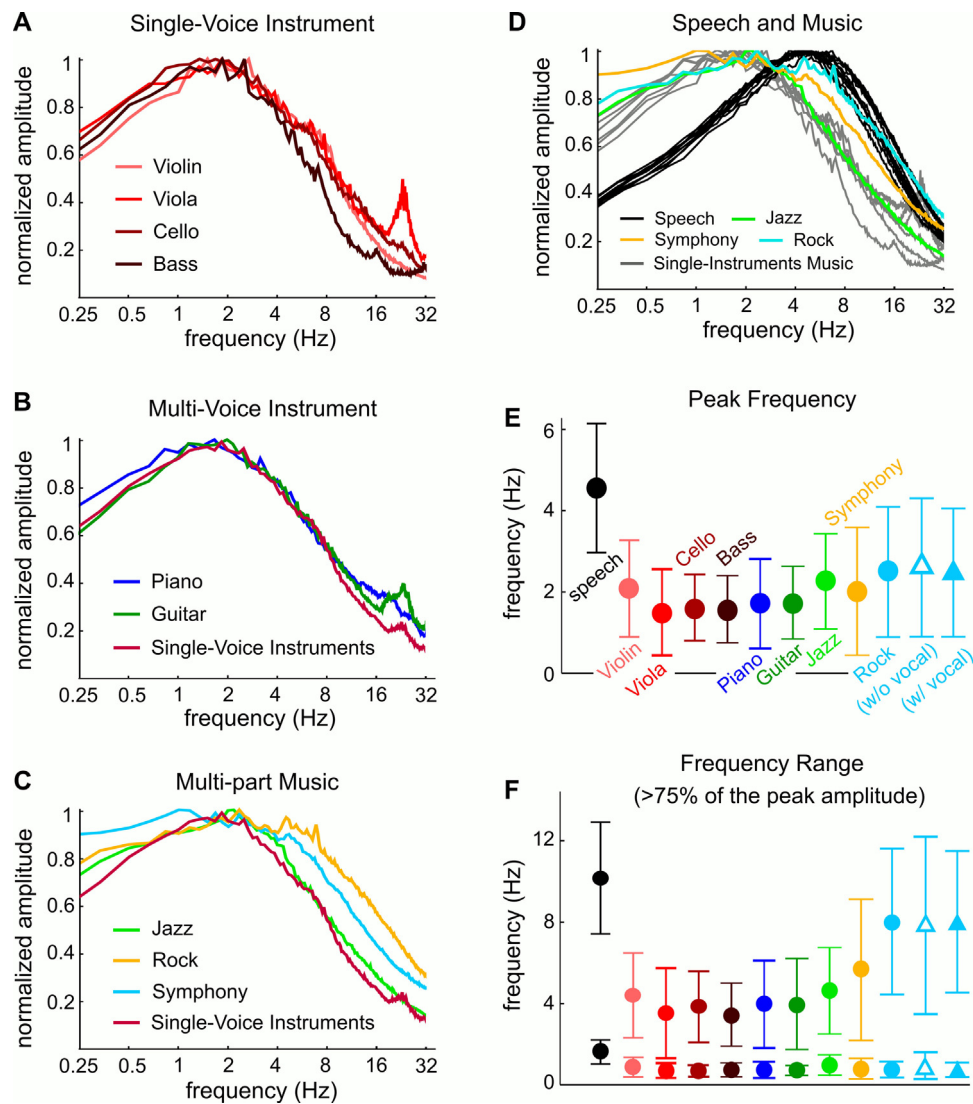 A
Single-Voice Instrument
normalized amplitude
1
0.8
0.6
0.4
0.2
Violin
Viola
Cello
Bass
0.25 0.5 1 2 4 8 16 32
frequency (Hz)
B
Multi-Voice Instrument
normalized amplitude
1
0.8
0.6
0.4
0.2
Piano
Guitar
Single-Voice Instruments
0.25 0.5 1 2 4 8 16 32
frequency (Hz)
C
Multi-part Music
normalized amplitude
1
0.8
0.6
0.4
0.2
Jazz
Rock
Symphony
Single-Voice Instruments
0.25 0.5 1 2 4 8 16 32
frequency (Hz)
D
Speech and Music
normalized amplitude
1
0.8
0.6
0.4
0.2
Speech Jazz
Symphony Rock
Single-Instruments Music
0.25 0.5 1 2 4 8 16 32
frequency (Hz)
E
Peak Frequency
frequency (Hz)
6
4
2
0
speech
Violin
Viola
Cello
Bass
Piano
Guitar
Jazz
Symphony
Rock
(w/o vocal)
(w/ vocal)
F
Frequency Range
(>75% of the peak amplitude)
frequency (Hz)
12
8
4
0